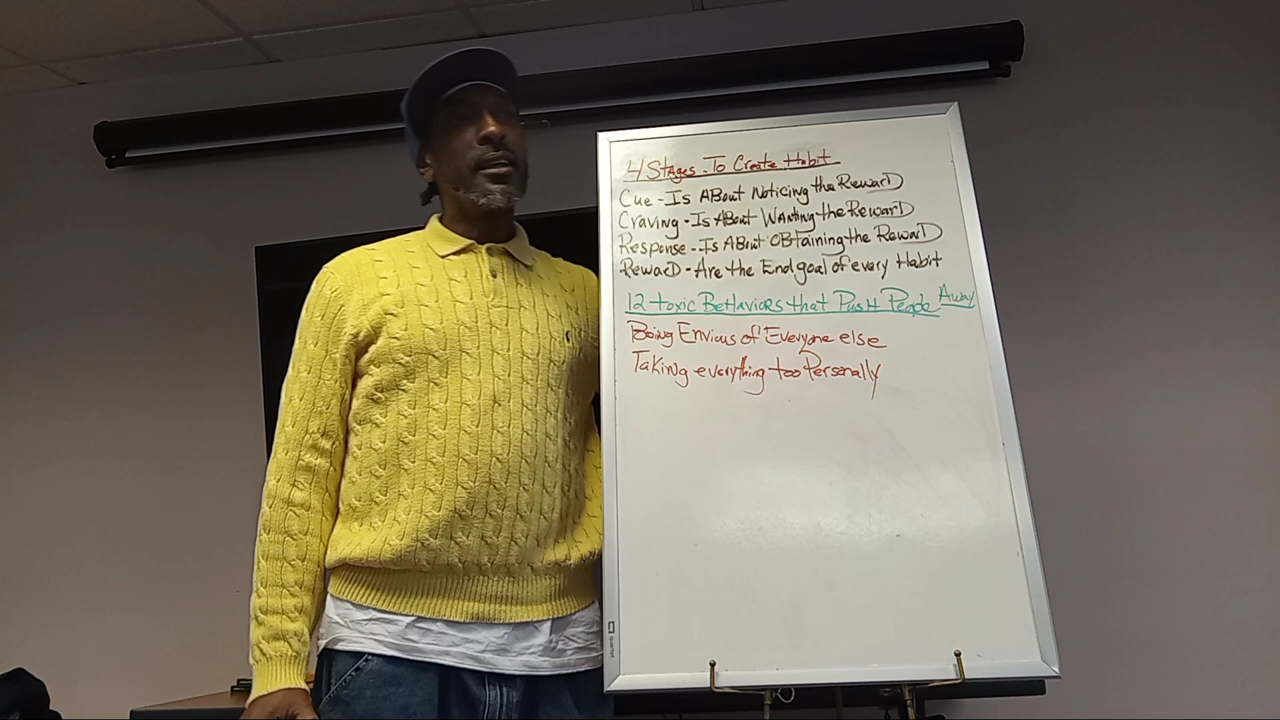 4 Stages - To Create Habit
Cue - Is About Noticing the Reward
Craving - Is About Wanting the Reward
Response - Is About OBtaining the Reward
Reward - Are the End goal of every Habit
12 toxic Behaviors that Push People Away
Being Envious of Everyone else
Taking everything too Personally
Quartet